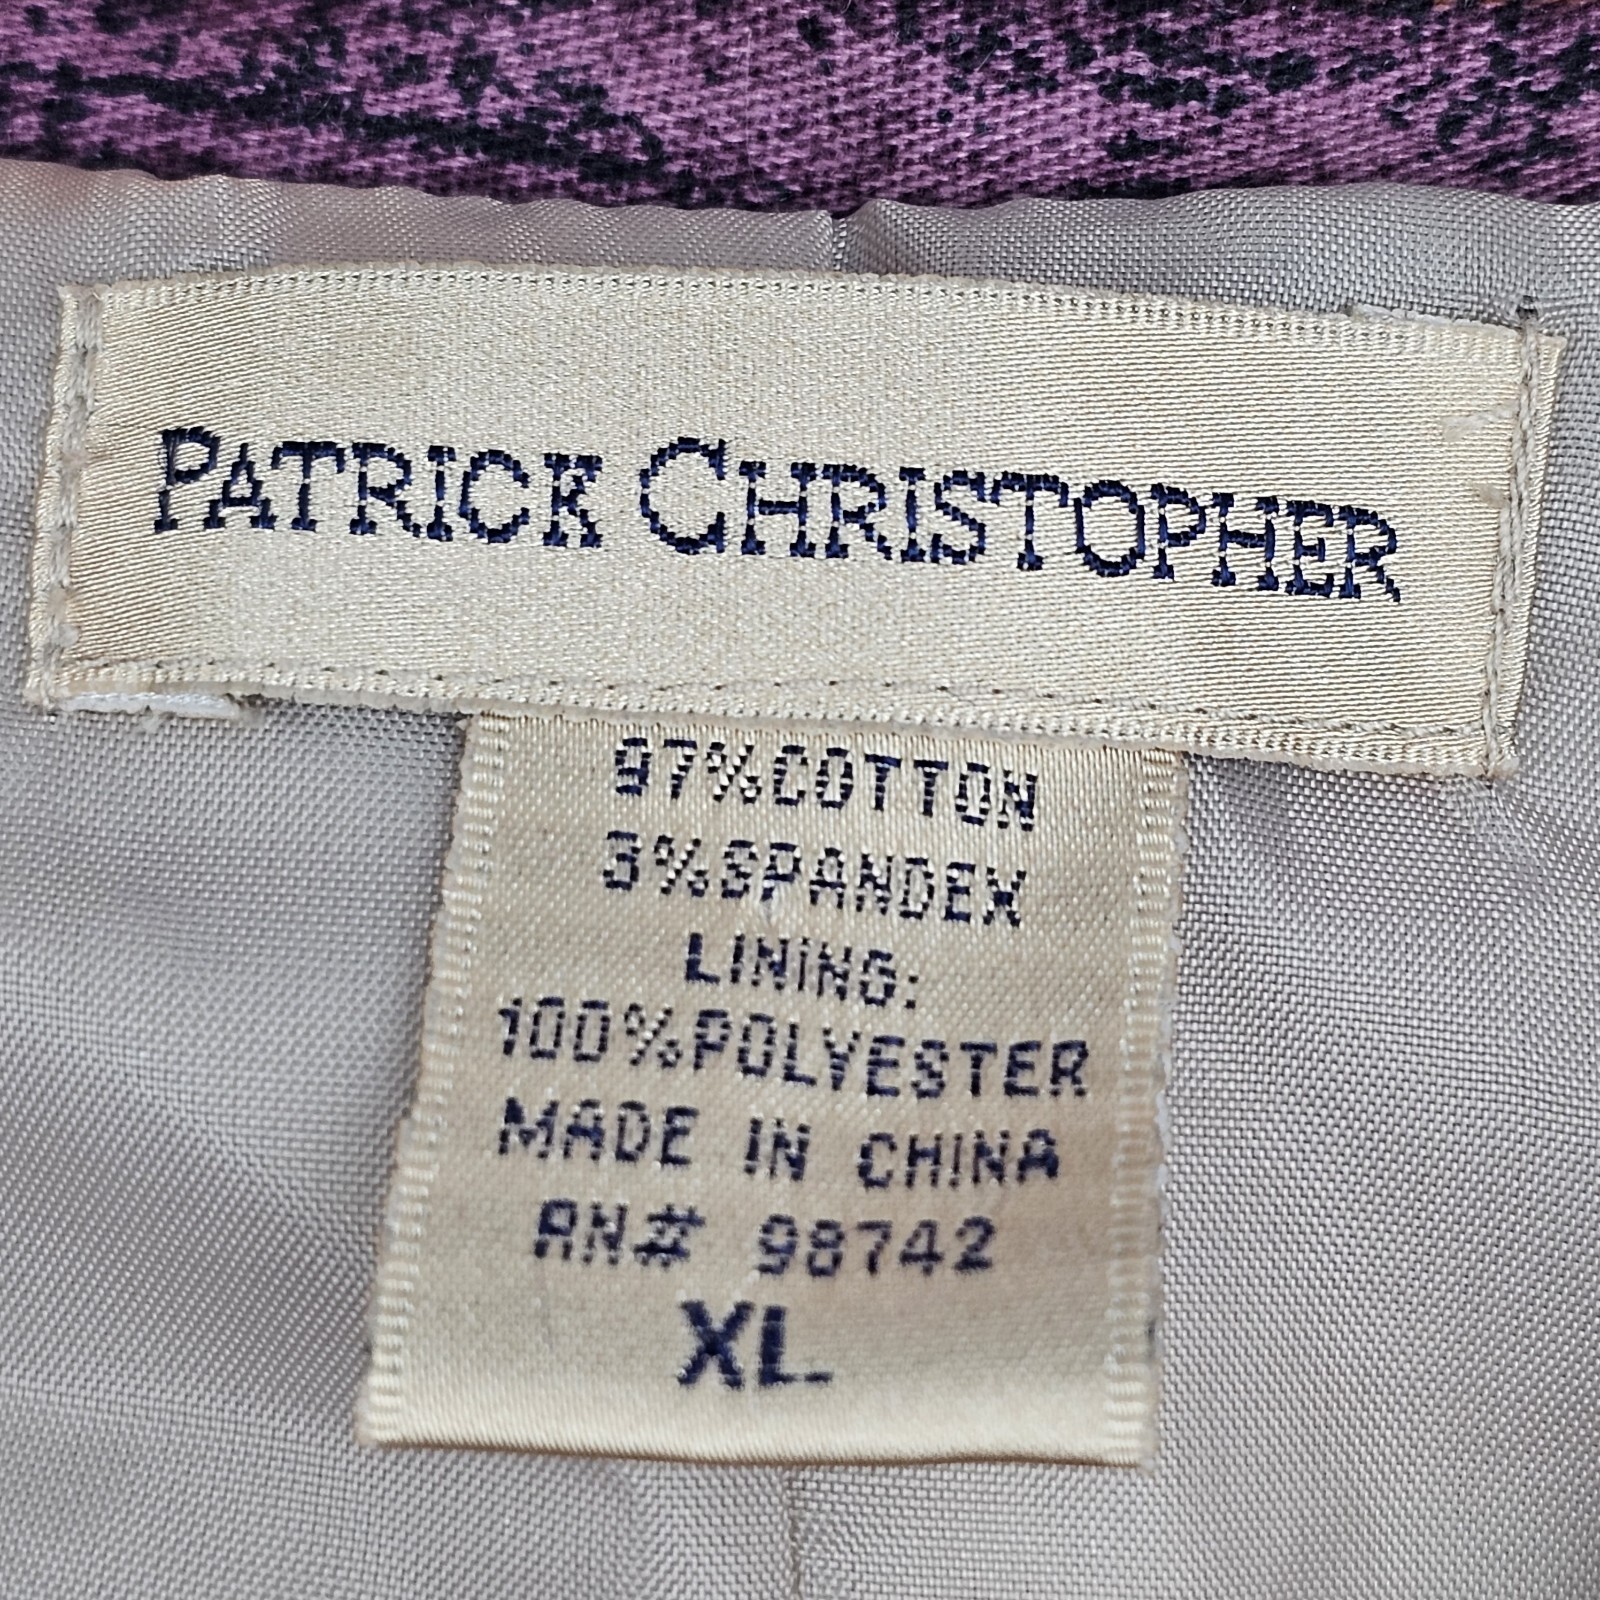 PATRICK CHRISTOPHER
97%COTTON
3%SPANDEX
LINING:
100%POLYESTER
MADE IN CHINA
RN# 98742
XL